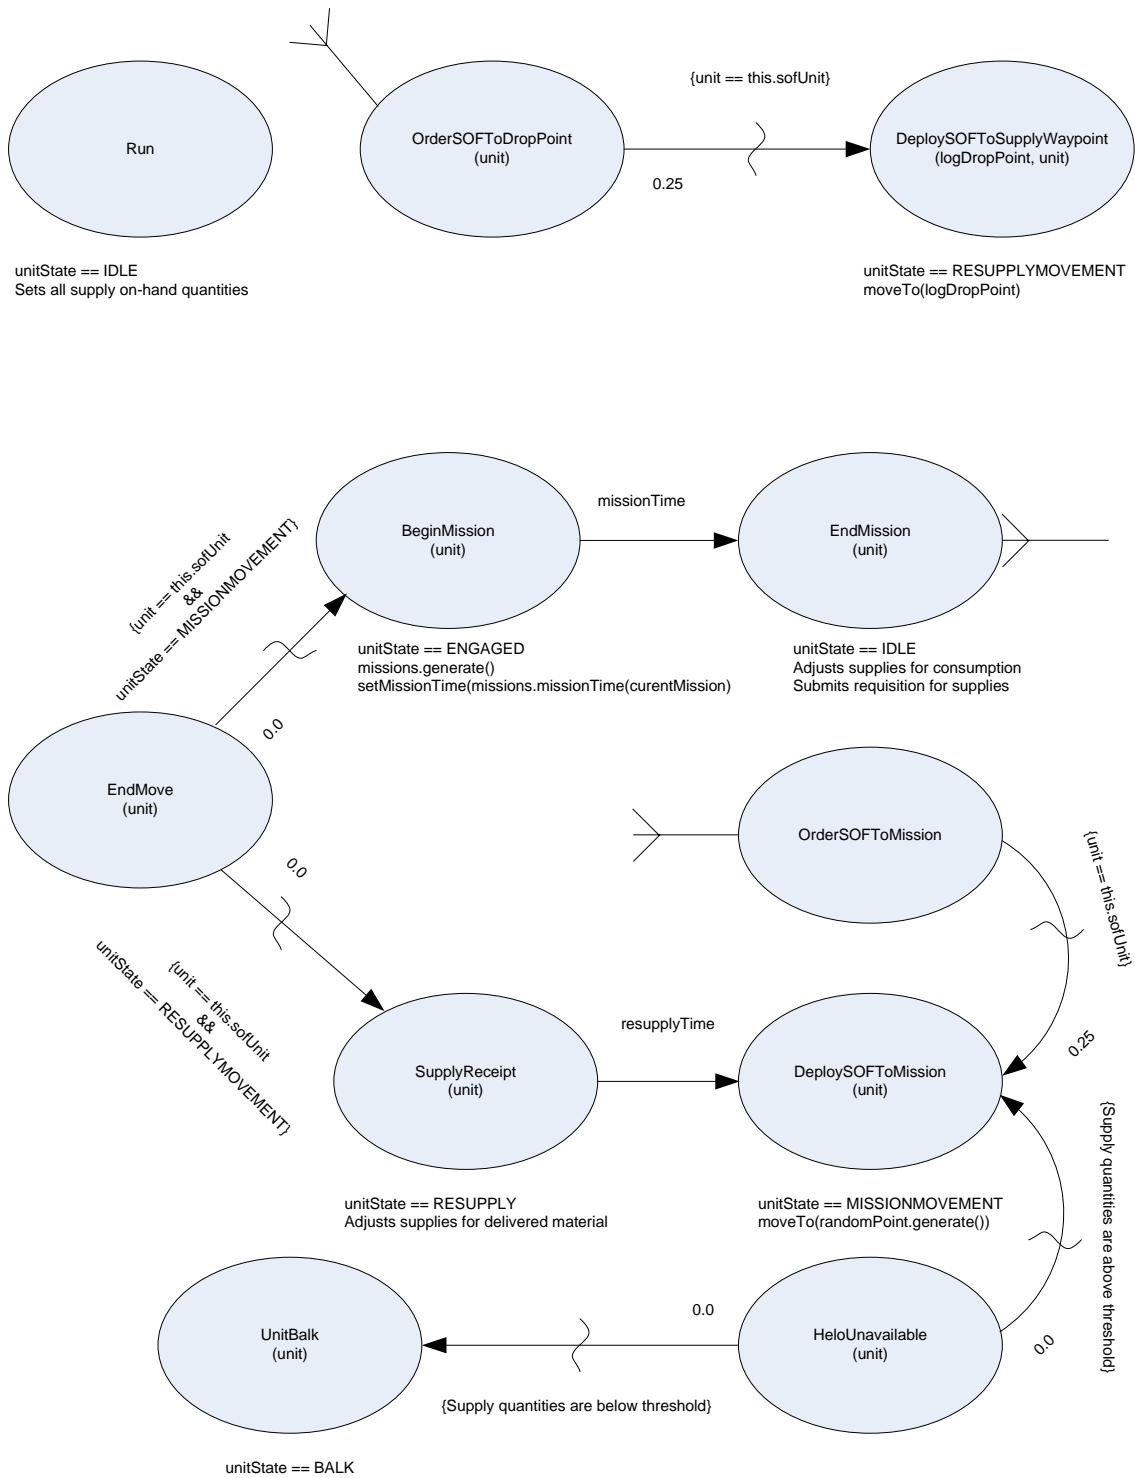 {unit == this.sofUnit}
Run
OrderSOFToDropPoint
(unit)
DeploySOFToSupplyWaypoint
(logDropPoint, unit)
0.25
unitState == IDLE
Sets all supply on-hand quantities
unitState == RESUPPLYMOVEMENT
moveTo(logDropPoint)
{unit == this.sofUnit
&&
unitState == MISSIONMOVEMENT}
0.0
BeginMission
(unit)
missionTime
EndMission
(unit)
unitState == ENGAGED
missions.generate()
setMissionTime(missions.missionTime(curentMission)
unitState == IDLE
Adjusts supplies for consumption
Submits requisition for supplies
EndMove
(unit)
0.0
{unit == this.sofUnit
&&
unitState == RESUPPLYMOVEMENT}
OrderSOFToMission
{unit == this.sofUnit}
0.25
SupplyReceipt
(unit)
resupplyTime
DeploySOFToMission
(unit)
unitState == RESUPPLY
Adjusts supplies for delivered material
unitState == MISSIONMOVEMENT
moveTo(randomPoint.generate())
{Supply quantities are above threshold}
0.0
UnitBalk
(unit)
0.0
HeloUnavailable
(unit)
{Supply quantities are below threshold}
unitState == BALK